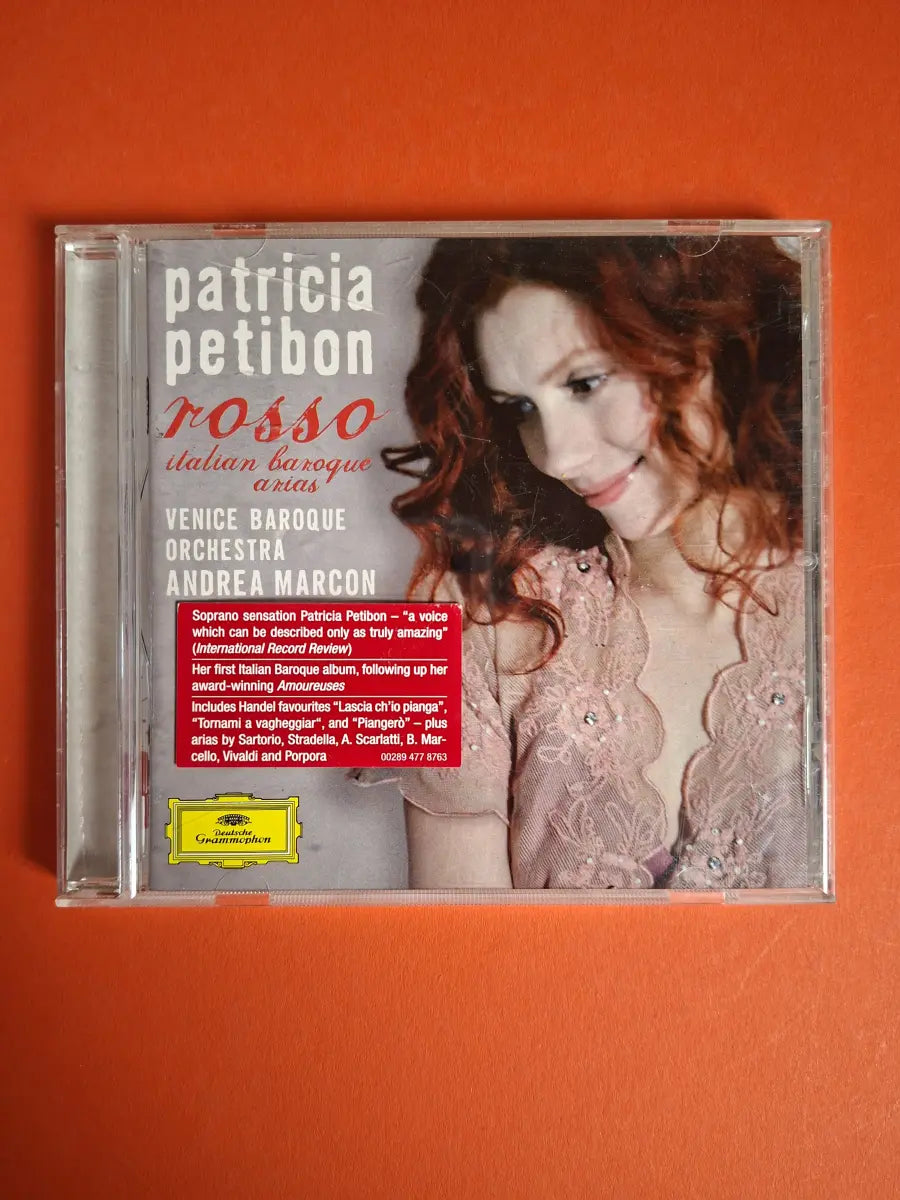 patricia
petibon
rosso
italian baroque
arias
VENICE BAROQUE
ORCHESTRA
ANDREA MARCON
Soprano sensation Patricia Petibon – “a voice
which can be described only as truly amazing”
(International Record Review)
Her first Italian Baroque album, following up her
award-winning Amoureuses
Includes Handel favourites “Lascia ch’io pianga”,
“Tornami a vagheggiar“, and “Piangerò” – plus
arias by Sartorio, Stradella, A. Scarlatti, B. Mar-
cello, Vivaldi and Porpora 00289 477 8763
Deutsche
Grammophon